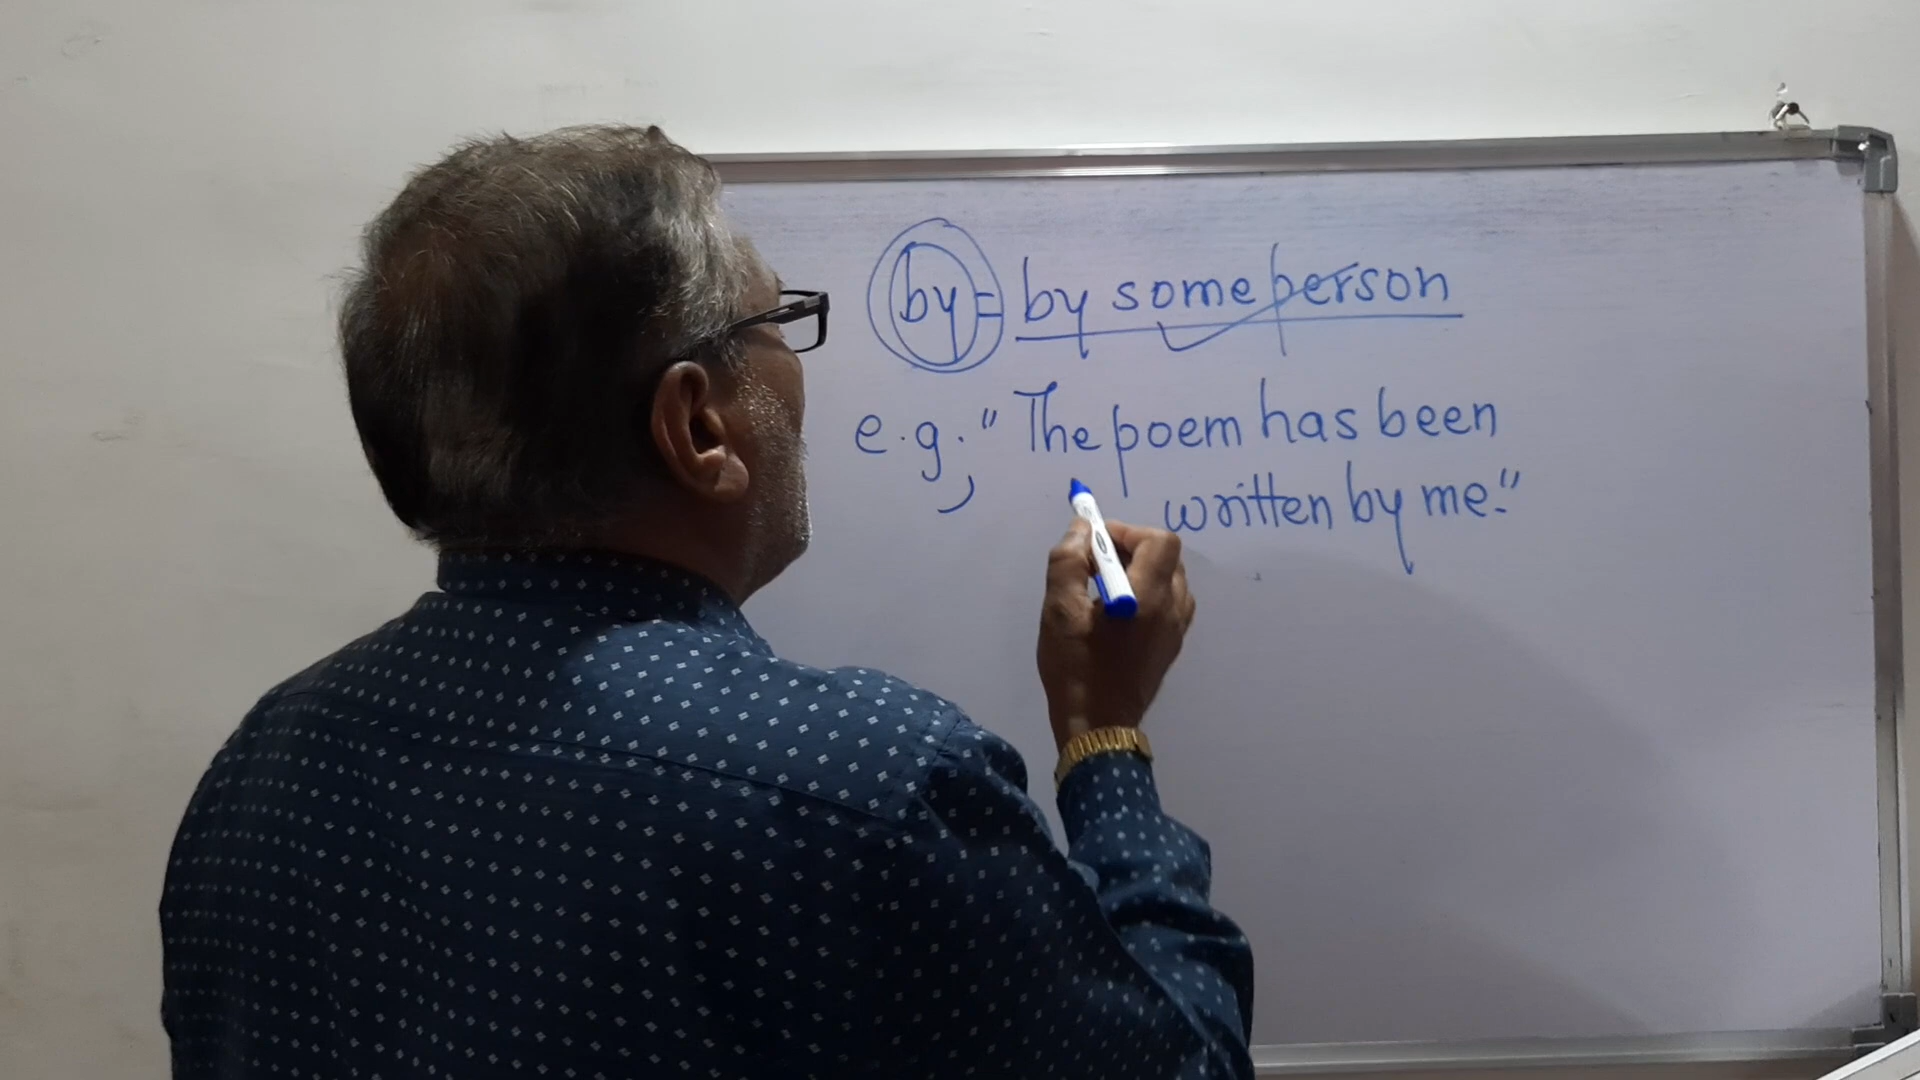 by = by some person
e.g., "The poem has been
written by me."